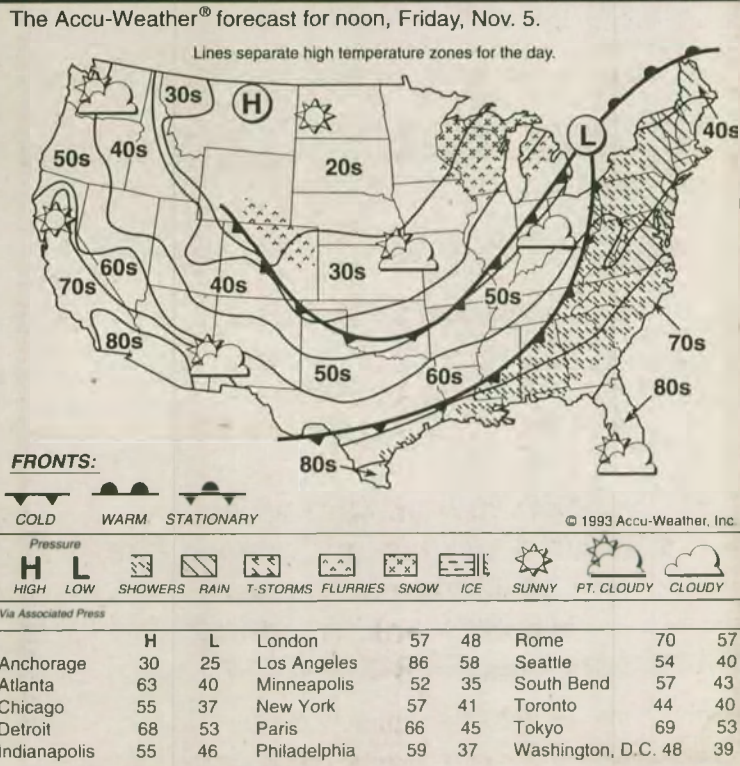 The Accu-Weather® forecast for noon, Friday, Nov. 5.
Lines separate high temperature zones for the day.
30s
H
L
40s
50s
40s
20s
60s
70s
40s
30s
50s
80s
70s
50s
60s
80s
80s
FRONTS:
COLD WARM STATIONARY
© 1993 Accu-Weather, Inc
Pressure
H L
HIGH LOW SHOWERS RAIN T-STORMS FLURRIES SNOW ICE SUNNY PT. CLOUDY CLOUDY
Via Associated Press
H L London 57 48 Rome 70 57
Anchorage 30 25 Los Angeles 86 58 Seattle 54 40
Atlanta 63 40 Minneapolis 52 35 South Bend 57 43
Chicago 55 37 New York 57 41 Toronto 44 40
Detroit 68 53 Paris 66 45 Tokyo 69 53
Indianapolis 55 46 Philadelphia 59 37 Washington, D.C. 48 39